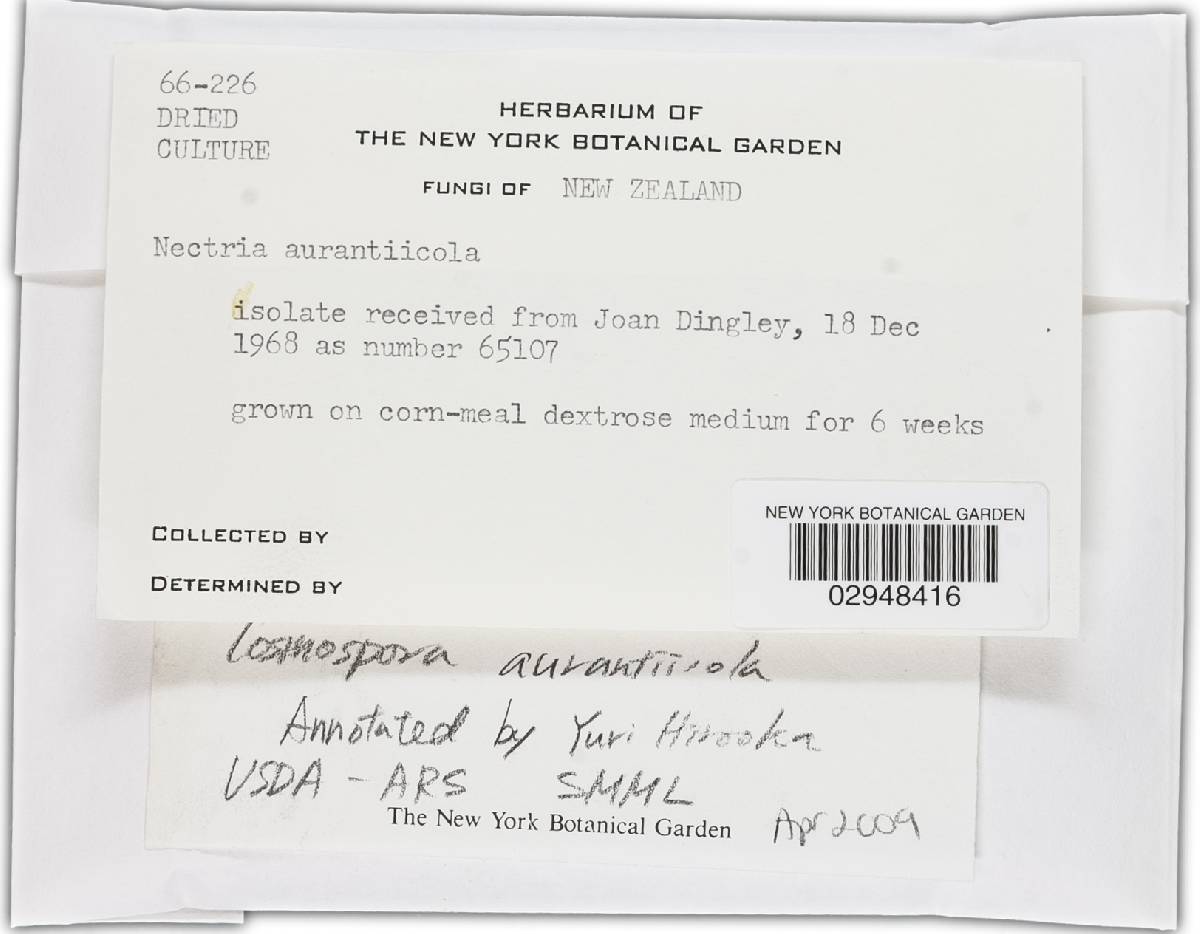 66-226
DRIED
CULTURE
HERBARIUM OF
THE NEW YORK BOTANICAL GARDEN
FUNGI OF NEW ZEALAND
Nectria aurantiicola
isolate received from Joan Dingley, 18 Dec
1968 as number 65107
grown on corn-meal dextrose medium for 6 weeks
COLLECTED BY
DETERMINED BY
NEW YORK BOTANICAL GARDEN
02948416
Cosmospora aurantiicola
Annotated by Yuri Hirooka
USDA - ARS SMML
The New York Botanical Garden Apr 2009